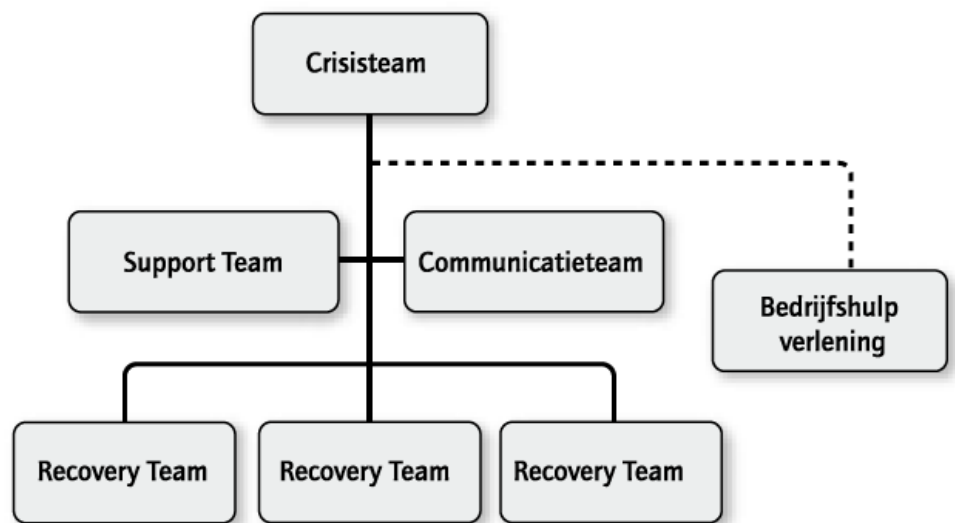 Crisisteam
Support Team
Communicatieteam
Bedrijfshulp
verlening
Recovery Team
Recovery Team
Recovery Team